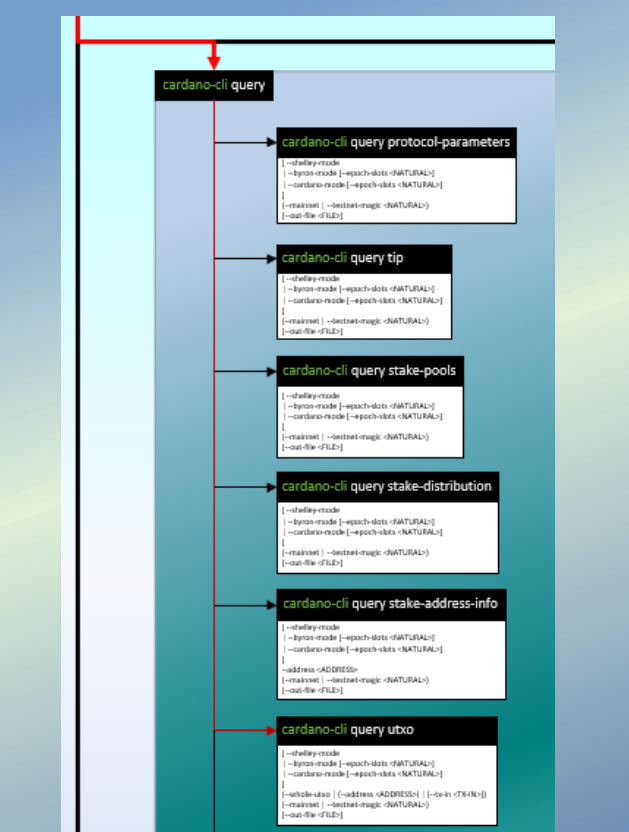 cardano-cli query
cardano-cli query protocol-parameters
[ --shelley-mode
| --byron-mode [--epoch-slots <NATURAL>]
| --cardano-mode [--epoch-slots <NATURAL>]
]
(--mainnet | --testnet-magic <NATURAL>)
[--out-file <FILE>]
cardano-cli query tip
[ --shelley-mode
| --byron-mode [--epoch-slots <NATURAL>]
| --cardano-mode [--epoch-slots <NATURAL>]
]
(--mainnet | --testnet-magic <NATURAL>)
[--out-file <FILE>]
cardano-cli query stake-pools
[ --shelley-mode
| --byron-mode [--epoch-slots <NATURAL>]
| --cardano-mode [--epoch-slots <NATURAL>]
]
(--mainnet | --testnet-magic <NATURAL>)
[--out-file <FILE>]
cardano-cli query stake-distribution
[ --shelley-mode
| --byron-mode [--epoch-slots <NATURAL>]
| --cardano-mode [--epoch-slots <NATURAL>]
]
(--mainnet | --testnet-magic <NATURAL>)
[--out-file <FILE>]
cardano-cli query stake-address-info
[ --shelley-mode
| --byron-mode [--epoch-slots <NATURAL>]
| --cardano-mode [--epoch-slots <NATURAL>]
]
--address <ADDRESS>
(--mainnet | --testnet-magic <NATURAL>)
[--out-file <FILE>]
cardano-cli query utxo
[ --shelley-mode
| --byron-mode [--epoch-slots <NATURAL>]
| --cardano-mode [--epoch-slots <NATURAL>]
]
(--whole-utxo | (--address <ADDRESS>) | (--tx-in <TX-IN>))
(--mainnet | --testnet-magic <NATURAL>)
[--out-file <FILE>]